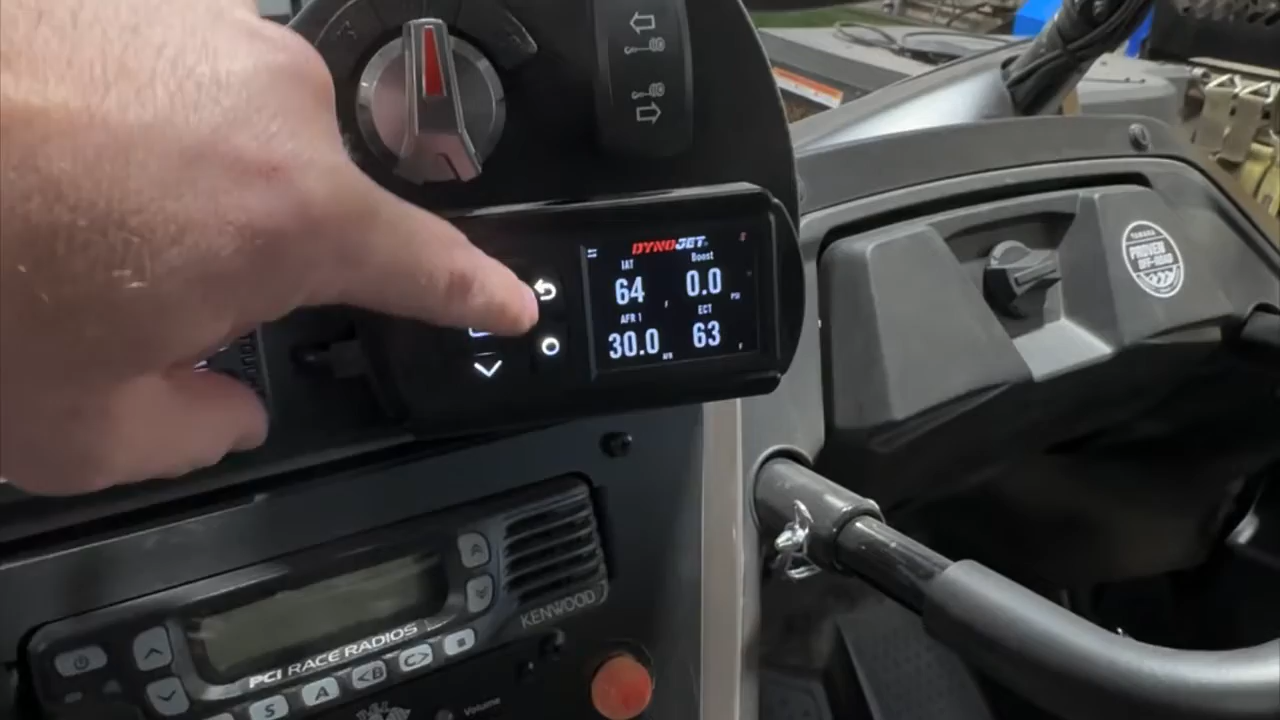 DYNOJET
IAT
Boost
64
F
0.0
PSI
AFR 1
ECT
30.0
AFR
63
F
YAMAHA
PROVEN
OFF-ROAD
KENWOOD
PCI RACE RADIOS
S
A
<B
C>
Volume